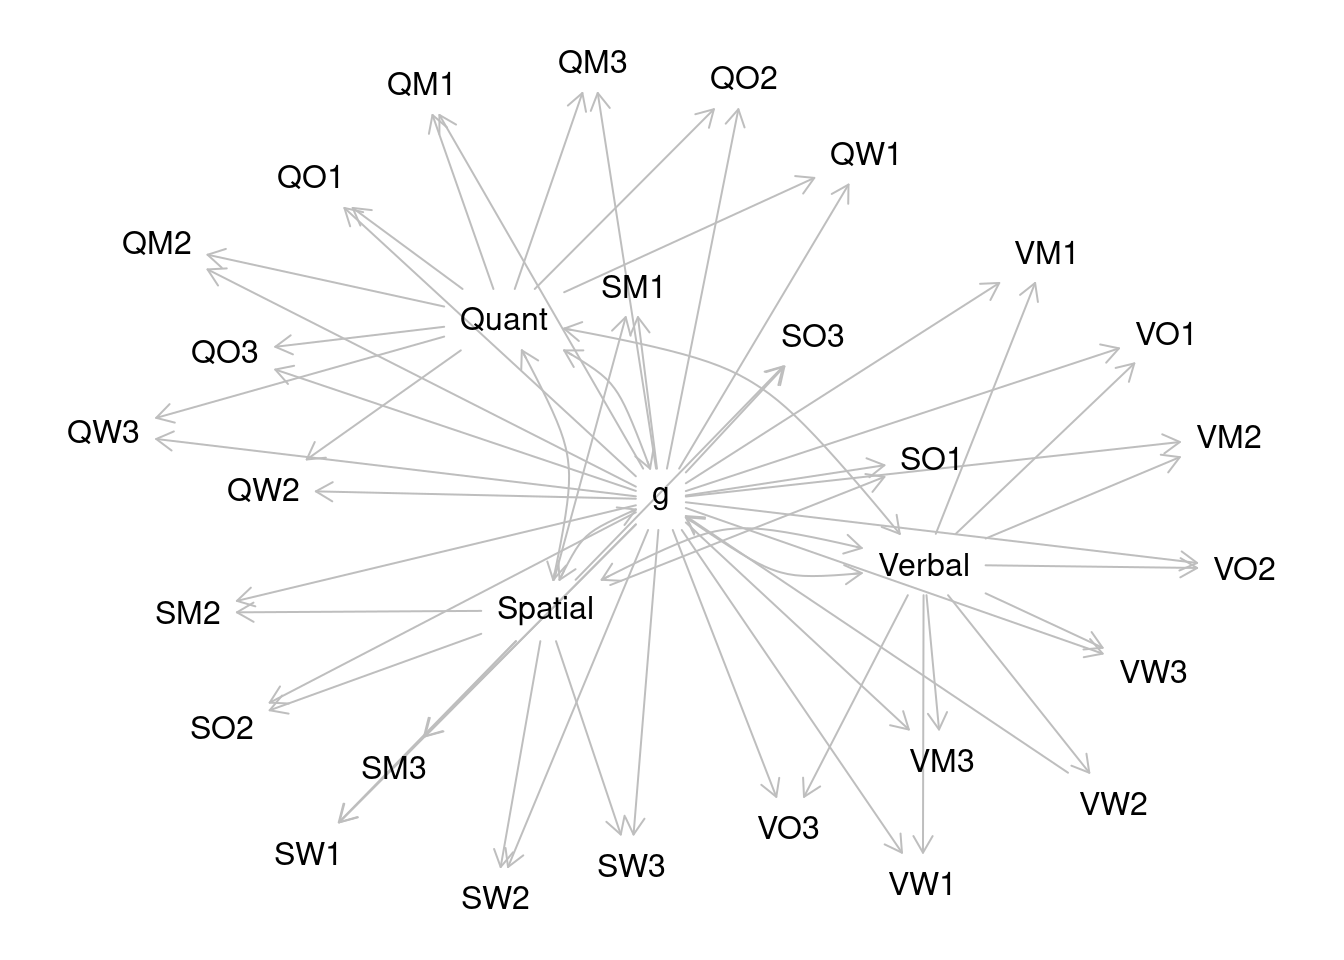 QM3
QO2
QM1
QW1
QO1
QM2
VM1
SM1
Quant
VO1
SO3
QO3
QW3
VM2
SO1
QW2
g
Verbal
VO2
Spatial
SM2
VW3
SO2
VM3
SM3
VW2
VO3
SW1
SW3
VW1
SW2